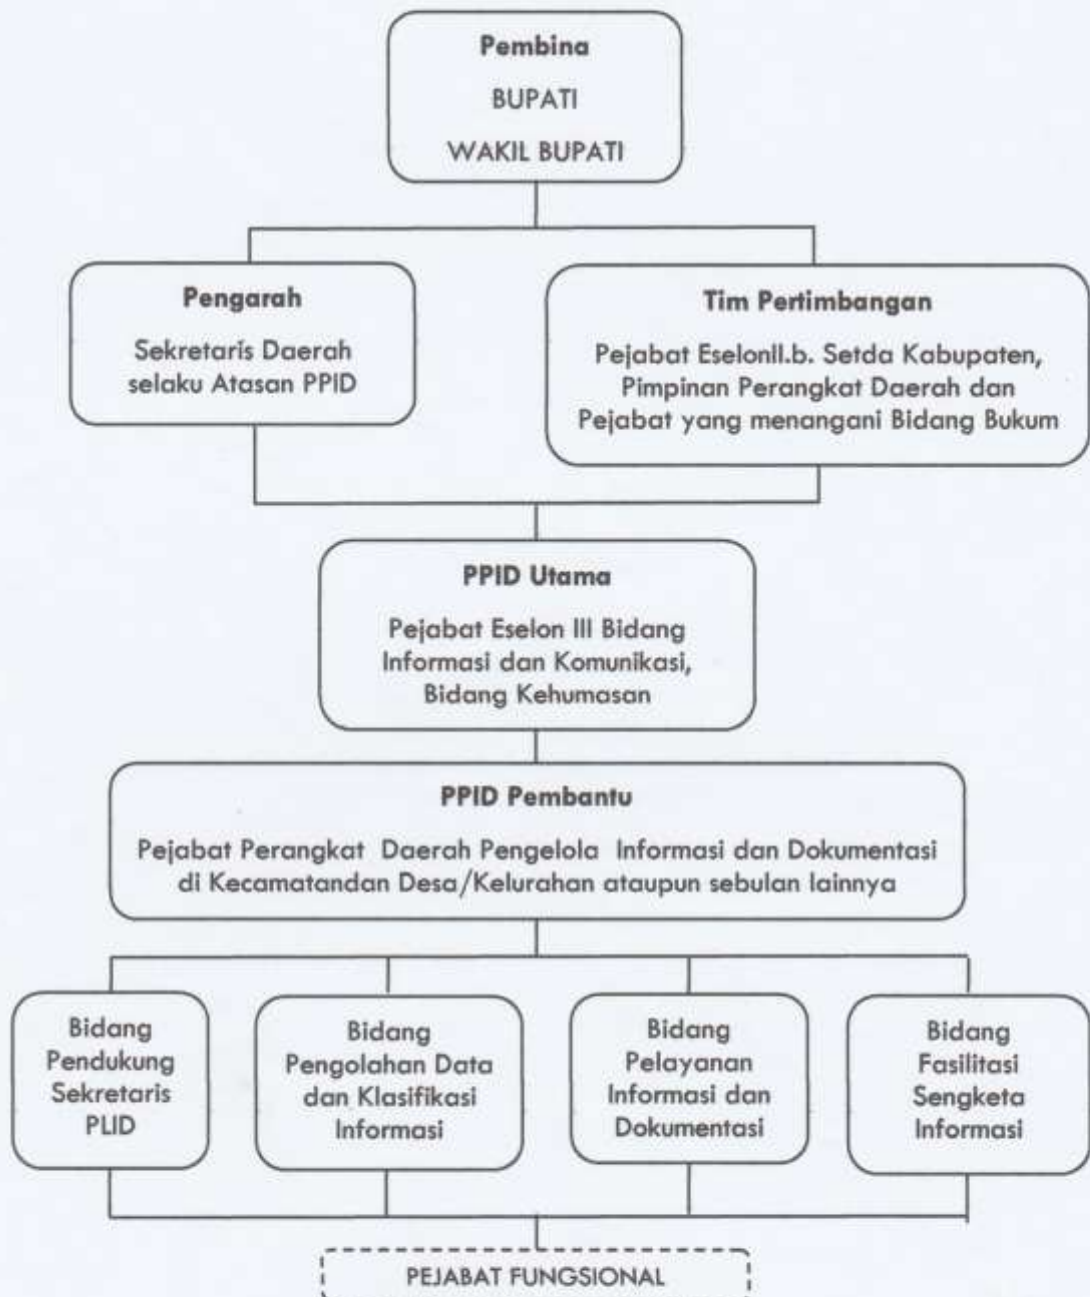 Pembina
BUPATI
WAKIL BUPATI
Pengarah
Sekretaris Daerah
selaku Atasan PPID
Tim Pertimbangan
Pejabat EselonII.b. Setda Kabupaten,
Pimpinan Perangkat Daerah dan
Pejabat yang menangani Bidang Bukum
PPID Utama
Pejabat Eselon III Bidang
Informasi dan Komunikasi,
Bidang Kehumasan
PPID Pembantu
Pejabat Perangkat Daerah Pengelola Informasi dan Dokumentasi
di Kecamatandan Desa/Kelurahan ataupun sebulan lainnya
Bidang
Pendukung
Sekretaris
PLID
Bidang
Pengolahan Data
dan Klasifikasi
Informasi
Bidang
Pelayanan
Informasi dan
Dokumentasi
Bidang
Fasilitasi
Sengketa
Informasi
PEJABAT FUNGSIONAL